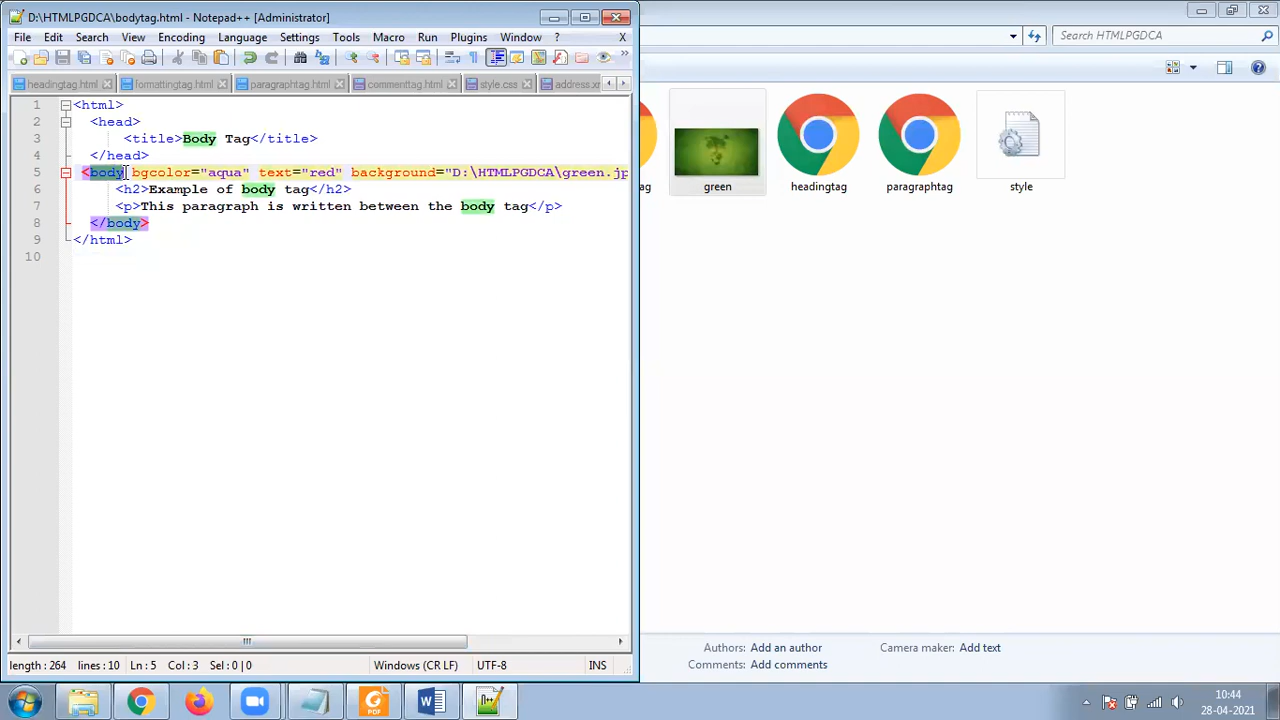 D:\HTMLPGDCA\bodytag.html - Notepad++ [Administrator]
File Edit Search View Encoding Language Settings Tools Macro Run Plugins Window ? X
Search HTMLPGDCA
headingtag.html formattingtag.html paragraphtag.html commenttag.html style.css address.
1 <html>
2 <head>
3 <title>Body Tag</title>
4 </head>
5 <body bgcolor="aqua" text="red" background="D:\HTMLPGDCA\green.jp
6 <h2>Example of body tag</h2>
7 <p>This paragraph is written between the body tag</p>
8 </body>
9 </html>
10
tag green headingtag paragraphtag style
Authors: Add an author Camera maker: Add text
Comments: Add comments
length : 264 lines : 10 Ln : 5 Col : 3 Sel : 0 | 0 Windows (CR LF) UTF-8 INS
PDF
10:44
28-04-2021